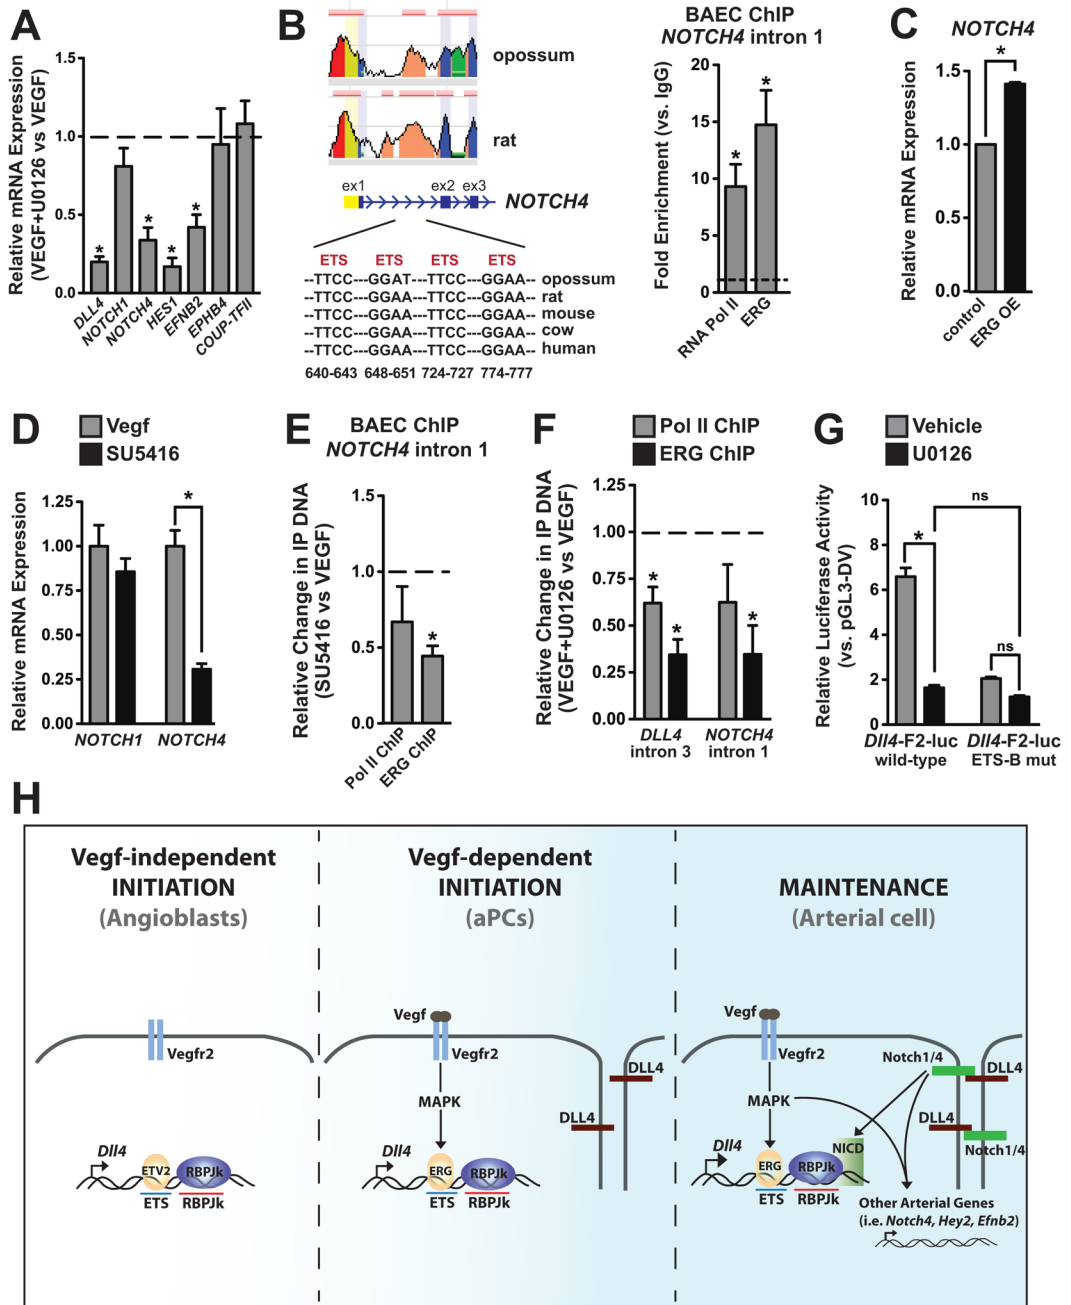 A
Relative mRNA Expression
(VEGF+U0126 vs VEGF)
1.5
1.0
0.5
0.0
*
*
*
*
DLL4
NOTCH1
NOTCH4
HES1
EFNB2
EPHB4
COUP-TFII
B
opossum
rat
ex1
ex2
ex3
NOTCH4
ETS ETS ETS ETS
--TTCC---GGAT---TTCC---GGAA-- opossum
--TTCC---GGAA---TTCC---GGAA-- rat
--TTCC---GGAA---TTCC---GGAA-- mouse
--TTCC---GGAA---TTCC---GGAA-- cow
--TTCC---GGAA---TTCC---GGAA-- human
640-643 648-651 724-727 774-777
BAEC ChIP
NOTCH4 intron 1
Fold Enrichment (vs. IgG)
20
15
10
5
0
*
*
RNA Pol II
ERG
C
NOTCH4
Relative mRNA Expression
1.5
1.0
0.5
0.0
*
control
ERG OE
D
Vegf
SU5416
Relative mRNA Expression
1.25
1.00
0.75
0.50
0.25
0.00
*
NOTCH1
NOTCH4
E
BAEC ChIP
NOTCH4 intron 1
Relative Change in IP DNA
(SU5416 vs VEGF)
1.5
1.0
0.5
0.0
*
Pol II ChIP
ERG ChIP
F
Pol II ChIP
ERG ChIP
Relative Change in IP DNA
(VEGF+U0126 vs VEGF)
1.25
1.00
0.75
0.50
0.25
0.00
*
*
*
DLL4
intron 3
NOTCH4
intron 1
G
Vehicle
U0126
Relative Luciferase Activity
(vs. pGL3-DV)
10
8
6
4
2
0
*
ns
ns
Dll4-F2-luc
wild-type
Dll4-F2-luc
ETS-B mut
H
Vegf-independent
INITIATION
(Angioblasts)
Vegfr2
Dll4
ETV2
RBPJk
ETS
RBPJk
Vegf-dependent
INITIATION
(aPCs)
Vegf
Vegfr2
MAPK
DLL4
DLL4
Dll4
ERG
RBPJk
ETS
RBPJk
MAINTENANCE
(Arterial cell)
Vegf
Vegfr2
MAPK
Notch1/4
DLL4
DLL4
Notch1/4
NICD
Dll4
ERG
RBPJk
ETS
RBPJk
Other Arterial Genes
(i.e. Notch4, Hey2, Efnb2)